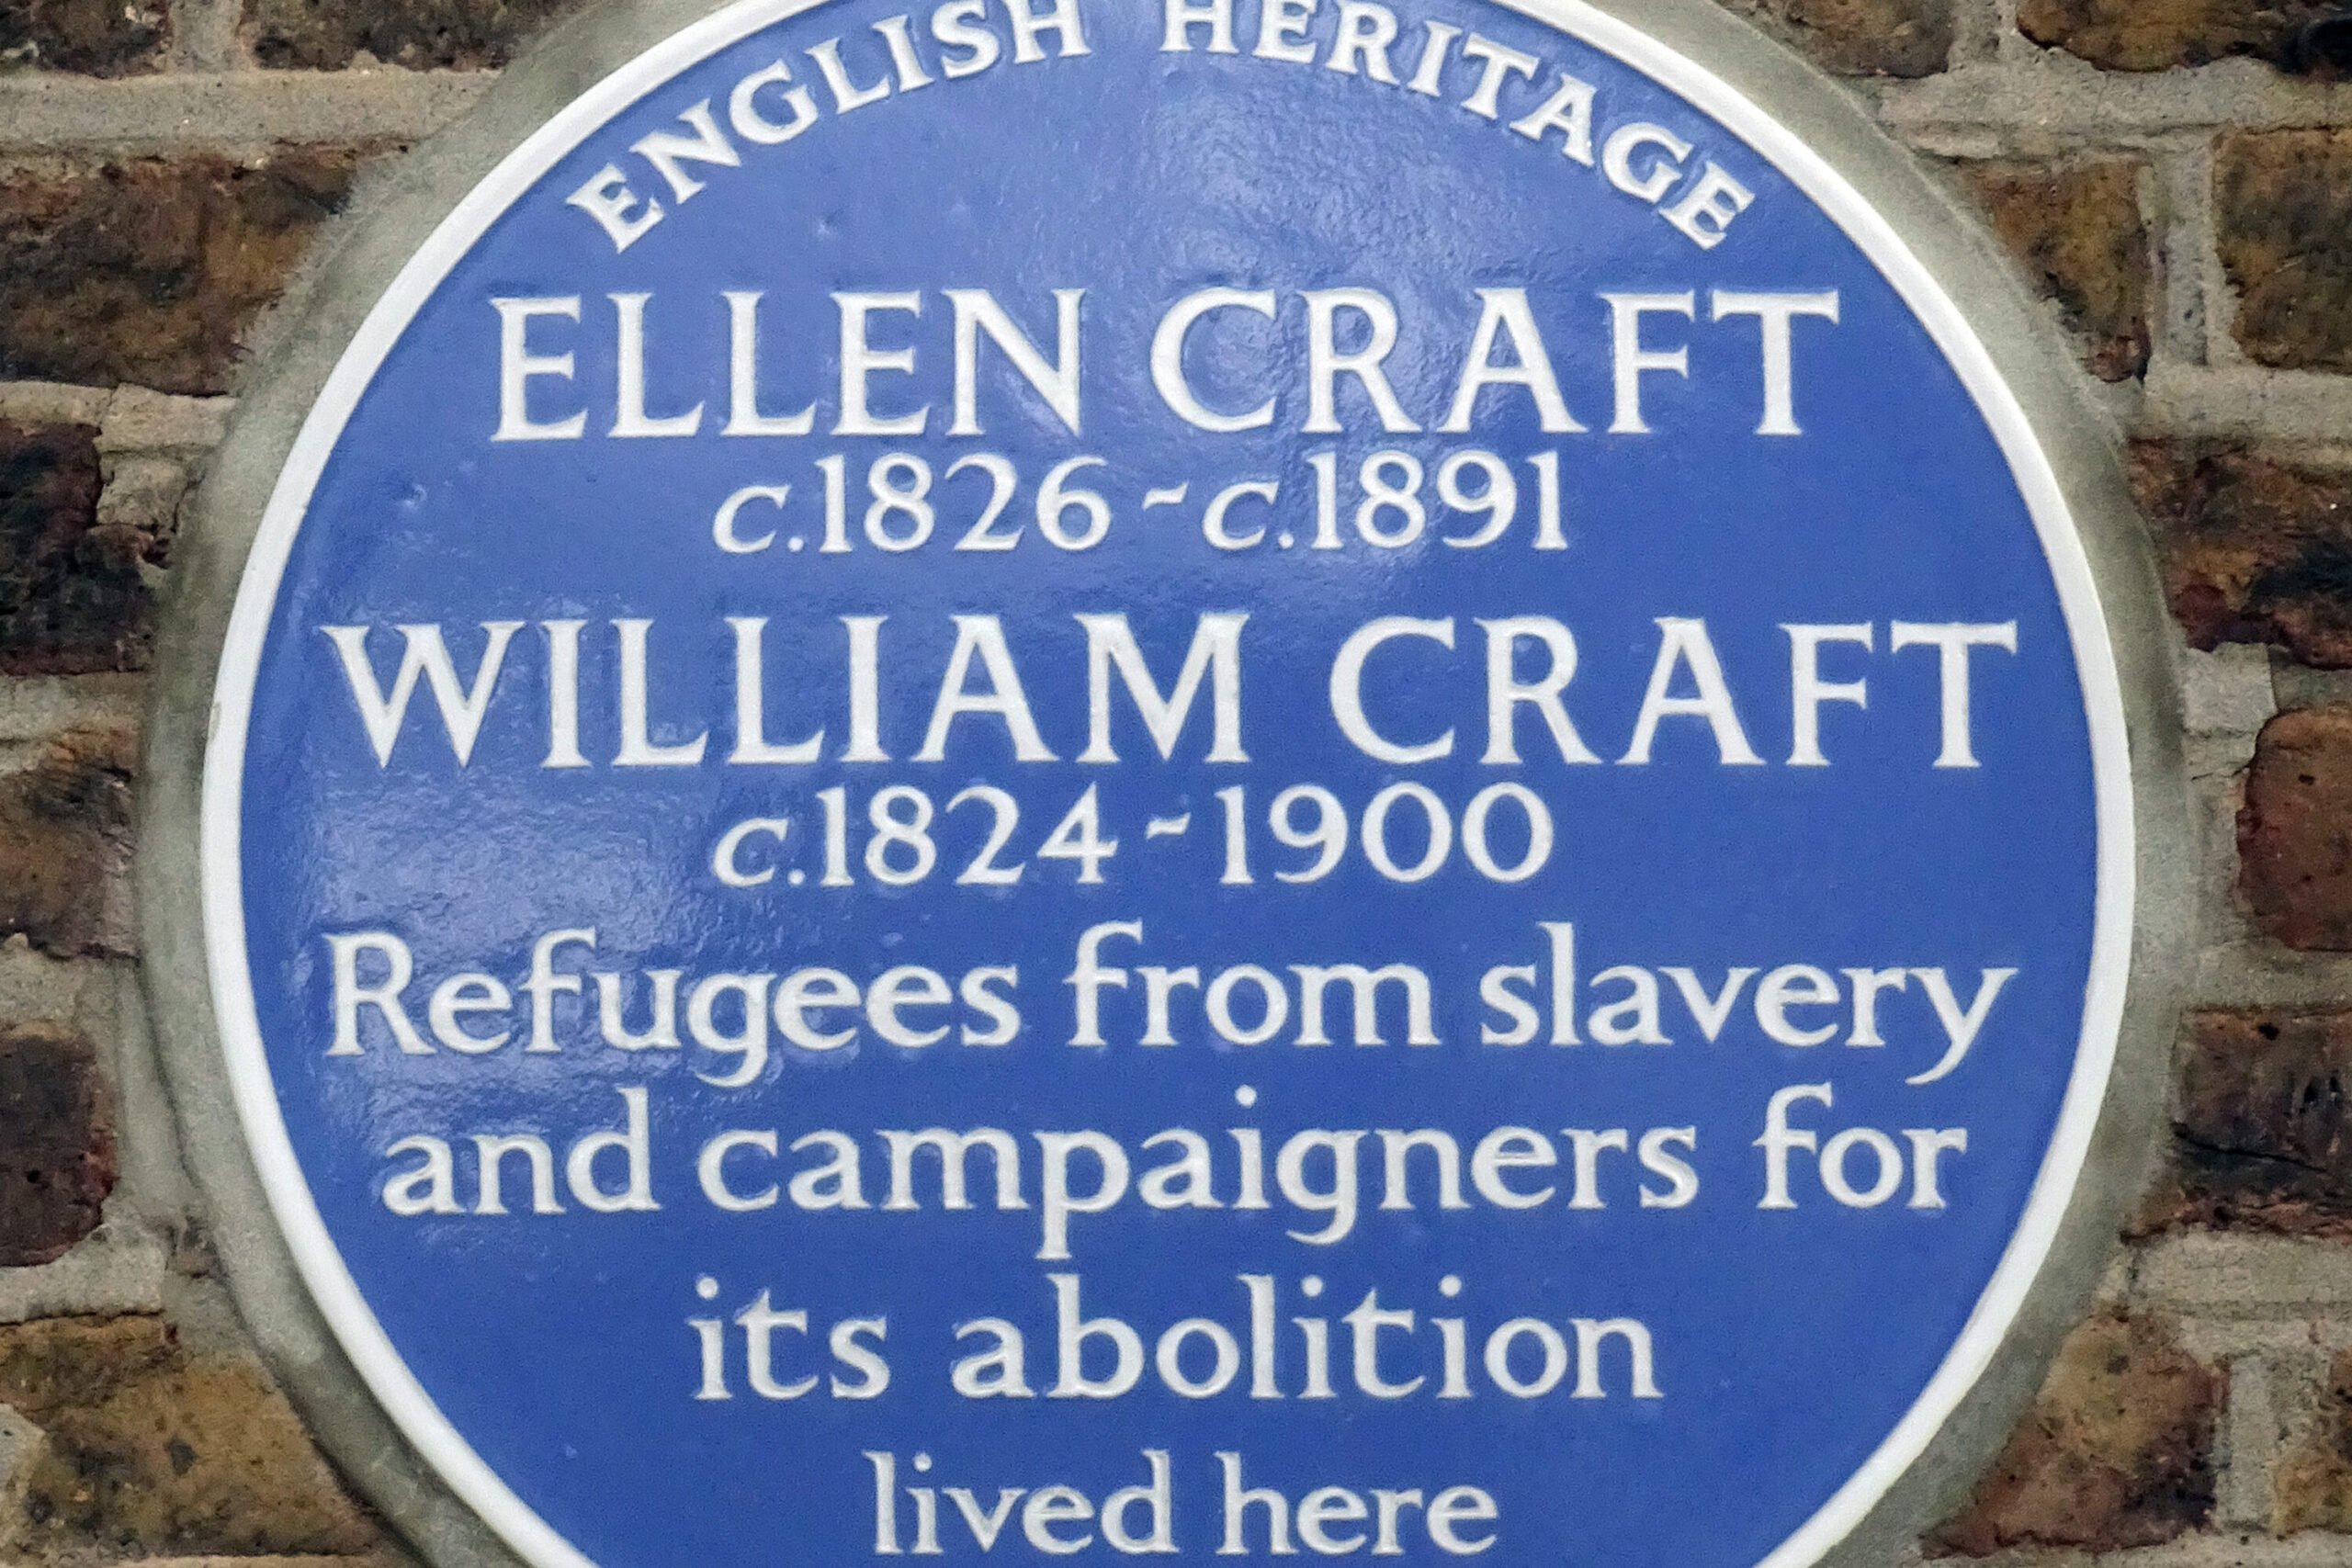 ENGLISH HERITAGE
ELLEN CRAFT
c.1826-c.1891
WILLIAM CRAFT
c.1824-1900
Refugees from slavery
and campaigners for
its abolition
lived here